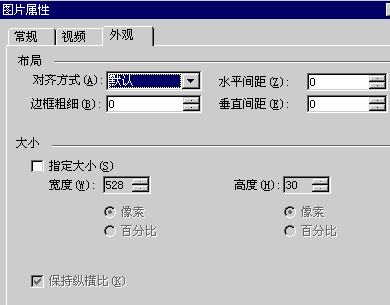 图片属性
常规 视频 外观
布局
对齐方式(A): 默认 水平间距(Z): 0
边框粗细(B): 0 垂直间距(E): 0
大小
指定大小(S)
宽度(W): 528 高度(H): 30
像素 像素
百分比 百分比
保持纵横比(K)